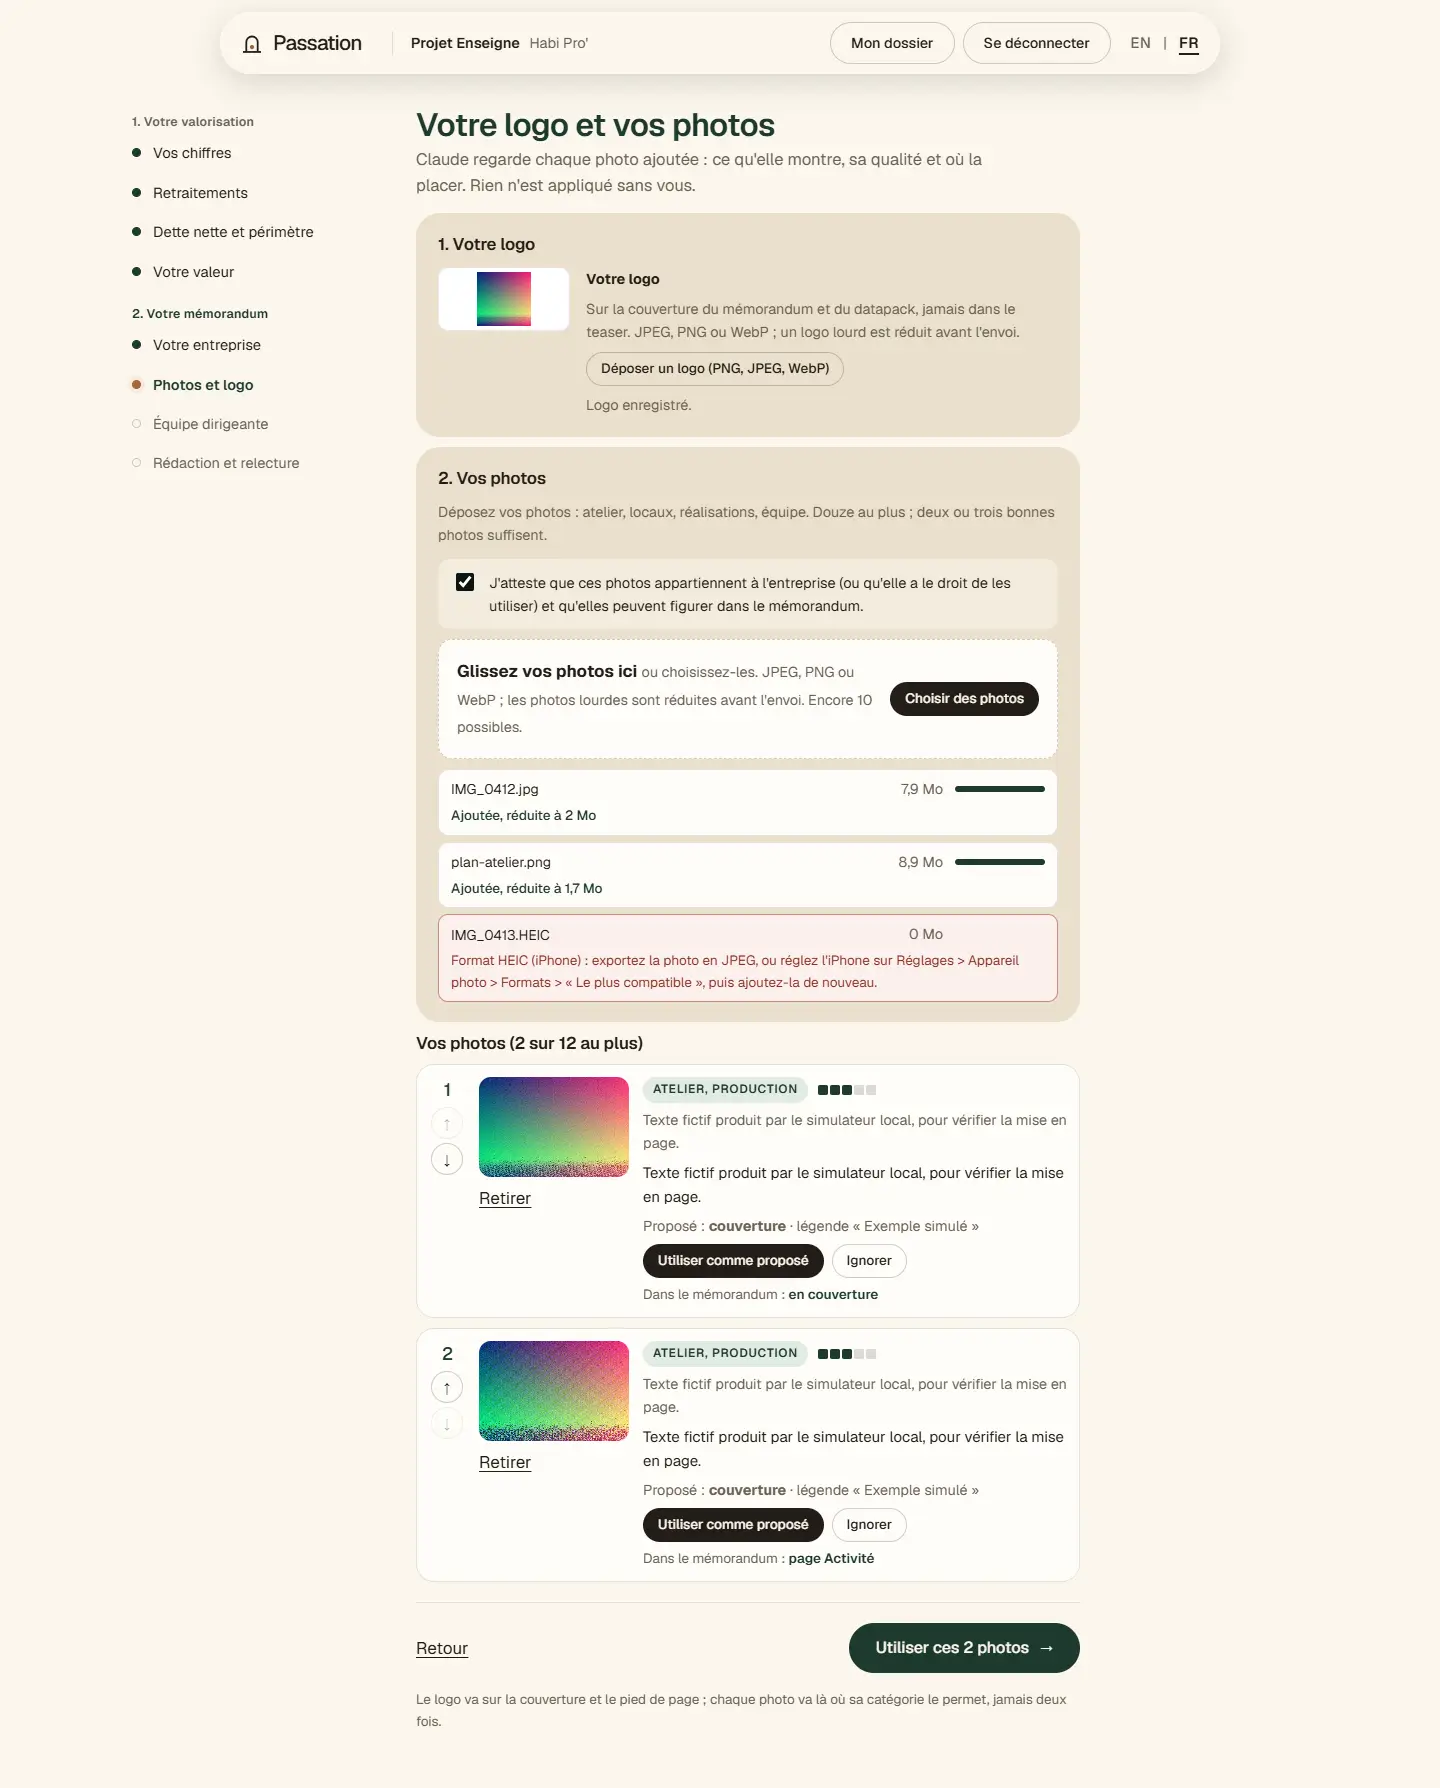 Passation
Projet Enseigne Habi Pro'
Mon dossier
Se déconnecter
EN | FR
1. Votre valorisation
Vos chiffres
Retraitements
Dette nette et périmètre
Votre valeur
2. Votre mémorandum
Votre entreprise
Photos et logo
Équipe dirigeante
Rédaction et relecture
Votre logo et vos photos
Claude regarde chaque photo ajoutée : ce qu'elle montre, sa qualité et où la
placer. Rien n'est appliqué sans vous.
1. Votre logo
Votre logo
Sur la couverture du mémorandum et du datapack, jamais dans le
teaser. JPEG, PNG ou WebP ; un logo lourd est réduit avant l'envoi.
Déposer un logo (PNG, JPEG, WebP)
Logo enregistré.
2. Vos photos
Déposez vos photos : atelier, locaux, réalisations, équipe. Douze au plus ; deux ou trois bonnes
photos suffisent.
J'atteste que ces photos appartiennent à l'entreprise (ou qu'elle a le droit de les
utiliser) et qu'elles peuvent figurer dans le mémorandum.
Glissez vos photos ici ou choisissez-les. JPEG, PNG ou
WebP ; les photos lourdes sont réduites avant l'envoi. Encore 10
possibles.
Choisir des photos
IMG_0412.jpg 7,9 Mo
Ajoutée, réduite à 2 Mo
plan-atelier.png 8,9 Mo
Ajoutée, réduite à 1,7 Mo
IMG_0413.HEIC 0 Mo
Format HEIC (iPhone) : exportez la photo en JPEG, ou réglez l'iPhone sur Réglages > Appareil
photo > Formats > « Le plus compatible », puis ajoutez-la de nouveau.
Vos photos (2 sur 12 au plus)
1
↑
↓
Retirer
ATELIER, PRODUCTION
Texte fictif produit par le simulateur local, pour vérifier la mise en
page.
Texte fictif produit par le simulateur local, pour vérifier la mise
en page.
Proposé : couverture · légende « Exemple simulé »
Utiliser comme proposé
Ignorer
Dans le mémorandum : en couverture
2
↑
↓
Retirer
ATELIER, PRODUCTION
Texte fictif produit par le simulateur local, pour vérifier la mise en
page.
Texte fictif produit par le simulateur local, pour vérifier la mise
en page.
Proposé : couverture · légende « Exemple simulé »
Utiliser comme proposé
Ignorer
Dans le mémorandum : page Activité
Retour
Utiliser ces 2 photos →
Le logo va sur la couverture et le pied de page ; chaque photo va là où sa catégorie le permet, jamais deux
fois.